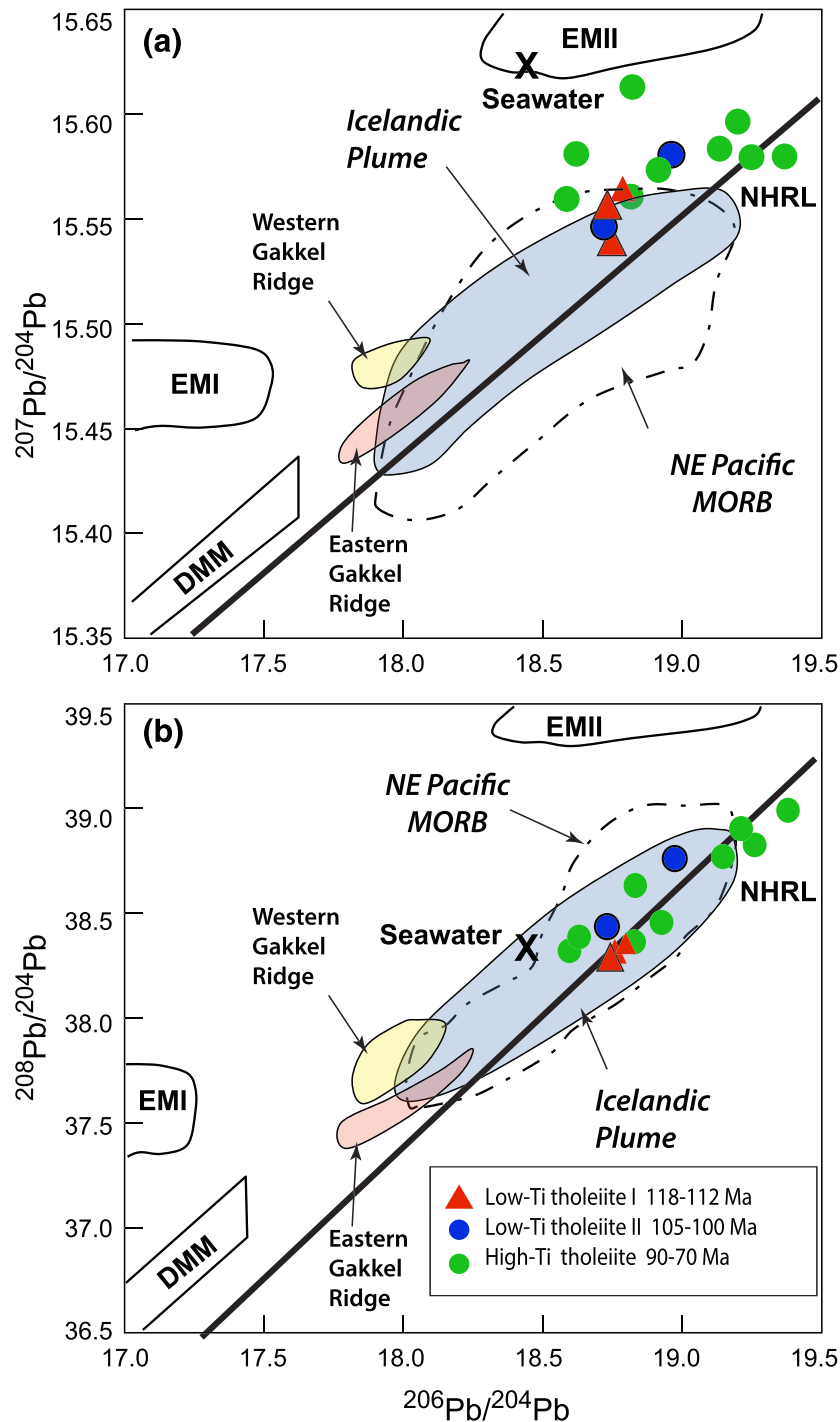 (a)
EMII
X
Seawater
Icelandic
Plume
Western
Gakkel
Ridge
NHRL
EMI
NE Pacific
MORB
DMM
Eastern
Gakkel
Ridge
207Pb/204Pb
15.65
15.60
15.55
15.50
15.45
15.40
15.35
17.0 17.5 18.0 18.5 19.0 19.5
(b)
EMII
NE Pacific
MORB
Western
Gakkel
Ridge
Seawater X
NHRL
EMI
Icelandic
Plume
DMM
Eastern
Gakkel
Ridge
Low-Ti tholeiite I 118-112 Ma
Low-Ti tholeiite II 105-100 Ma
High-Ti tholeiite 90-70 Ma
208Pb/204Pb
39.5
39.0
38.5
38.0
37.5
37.0
36.5
17.0 17.5 18.0 18.5 19.0 19.5
206Pb/204Pb